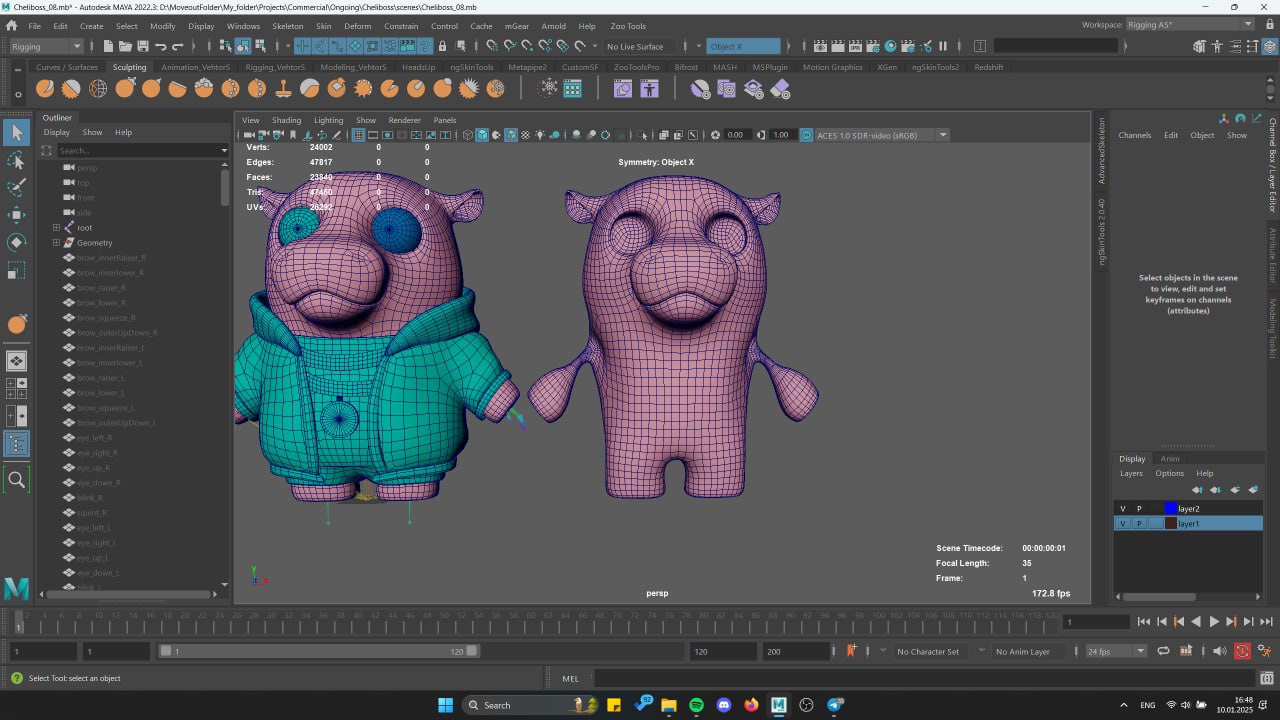 Cheliboss_08.mb* - Autodesk MAYA 2022.3: D:\MoveoutFolder\My_folder\Projects\Commercial\Ongoing\Cheliboss\scenes\Cheliboss_08.mb
File Edit Create Select Modify Display Windows Skeleton Skin Deform Constrain Control Cache mGear Arnold Help Zoo Tools
Workspace: Rigging AS*
Rigging
No Live Surface
Object X
Curves / Surfaces Sculpting Animation_VehtorS Rigging_VehtorS Modeling_VehtorS HeadsUp ngSkinTools Metapipe2 CustomSF ZooToolsPro Bifrost MASH MSPlugin Motion Graphics XGen ngSkinTools2 Redshift
Outliner
Display Show Help
Search...
persp
top
front
side
root
Geometry
brow_innerRaiser_R
brow_innerlower_R
brow_raiser_R
brow_lower_R
brow_squeeze_R
brow_outerUpDown_R
brow_innerRaiser_L
brow_innerlower_L
brow_raiser_L
brow_lower_L
brow_squeeze_L
brow_outerUpDown_L
eye_left_R
eye_right_R
eye_up_R
eye_down_R
blink_R
squint_R
eye_left_L
eye_right_L
eye_up_L
eye_down_L
blink_L
View Shading Lighting Show Renderer Panels
0.00 1.00 ACES 1.0 SDR-video (sRGB)
Verts: 24002 0 0
Edges: 47817 0 0
Faces: 23840 0 0
Tris: 47480 0 0
UVs: 26292 0 0
Symmetry: Object X
Scene Timecode: 00:00:00:01
Focal Length: 35
Frame: 1
persp
172.8 fps
y
AdvancedSkeleton
ngSkinTools 2.0.40
Channels Edit Object Show
Select objects in the scene
to view, edit and set
keyframes on channels
(attributes)
Channel Box / Layer Editor
Attribute Editor
Modeling Toolkit
Display Anim
Layers Options Help
V P layer2
V P layer1
2 4 6 8 10 12 14 16 18 20 22 24 26 28 30 32 34 36 38 40 42 44 46 48 50 52 54 56 58 60 62 64 66 68 70 72 74 76 78 80 82 84 86 88 90 92 94 96 98 100 102 104 106 108 110 112 114 116 118 120
1
1
1 1 1 120 120 200
No Character Set
No Anim Layer
24 fps
Select Tool: select an object
MEL
Search
92
ENG
16:48
10.01.2025